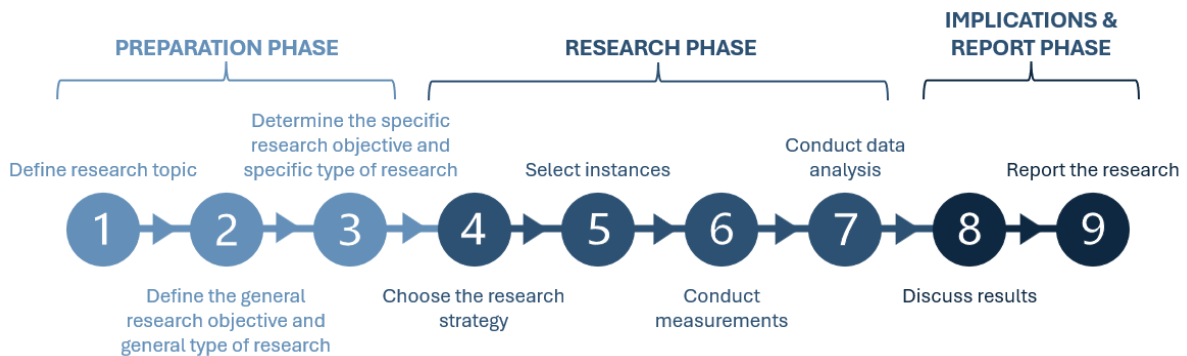 PREPARATION PHASE
RESEARCH PHASE
IMPLICATIONS &
REPORT PHASE
Define research topic
Determine the specific
research objective and
specific type of research
Select instances
Conduct data
analysis
Report the research
1
2
3
4
5
6
7
8
9
Define the general
research objective and
general type of research
Choose the research
strategy
Conduct
measurements
Discuss results